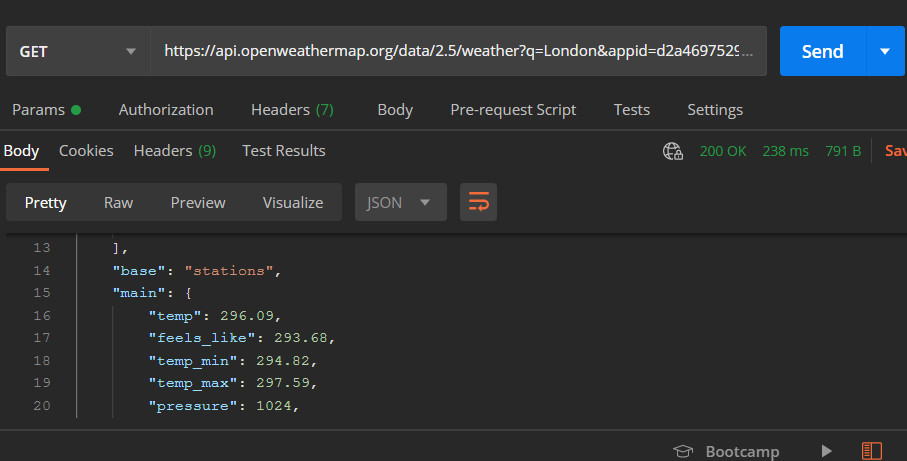 GET https://api.openweathermap.org/data/2.5/weather?q=London&appid=d2a4697529... Send
Params Authorization Headers (7) Body Pre-request Script Tests Settings
Body Cookies Headers (9) Test Results 200 OK 238 ms 791 B Sav
Pretty Raw Preview Visualize JSON
13 ],
14 "base": "stations",
15 "main": {
16 "temp": 296.09,
17 "feels_like": 293.68,
18 "temp_min": 294.82,
19 "temp_max": 297.59,
20 "pressure": 1024,
Bootcamp